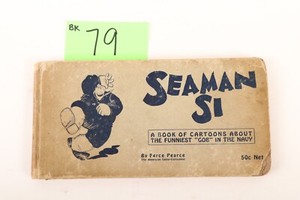 BK
79
SEAMAN
SI
A BOOK OF CARTOONS ABOUT
THE FUNNIEST "GOB" IN THE NAVY
By Perce Pearce
50c Net